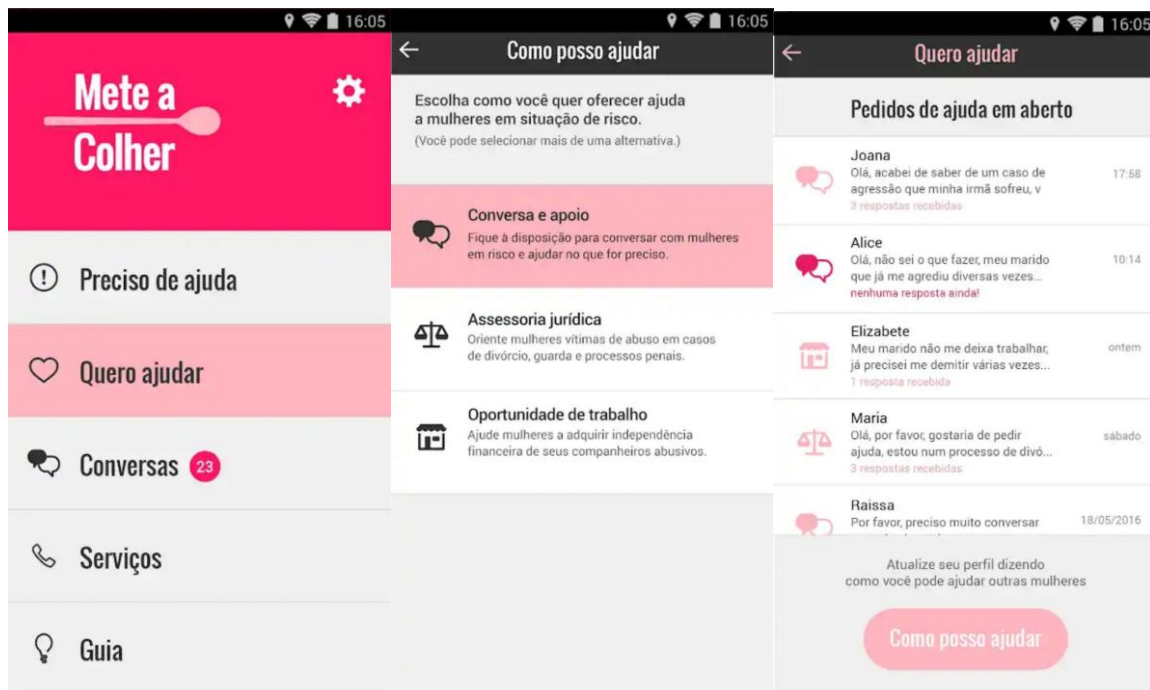 16:05
Mete a
Colher
Preciso de ajuda
Quero ajudar
Conversas 23
Serviços
Guia
16:05
Como posso ajudar
Escolha como você quer oferecer ajuda
a mulheres em situação de risco.
(Você pode selecionar mais de uma alternativa.)
Conversa e apoio
Fique à disposição para conversar com mulheres
em risco e ajudar no que for preciso.
Assessoria jurídica
Oriente mulheres vítimas de abuso em casos
de divórcio, guarda e processos penais.
Oportunidade de trabalho
Ajude mulheres a adquirir independência
financeira de seus companheiros abusivos.
16:05
Quero ajudar
Pedidos de ajuda em aberto
Joana
Olá, acabei de saber de um caso de
agressão que minha irmã sofreu, v
17:58
3 respostas recebidas
Alice
Olá, não sei o que fazer, meu marido
que já me agrediu diversas vezes...
10:14
nenhuma resposta ainda!
Elizabete
Meu marido não me deixa trabalhar,
já precisei me demitir várias vezes...
ontem
1 resposta recebida
Maria
Olá, por favor, gostaria de pedir
ajuda, estou num processo de divó...
sábado
3 respostas recebidas
Raissa
Por favor, preciso muito conversar
18/05/2016
Atualize seu perfil dizendo
como você pode ajudar outras mulheres
Como posso ajudar